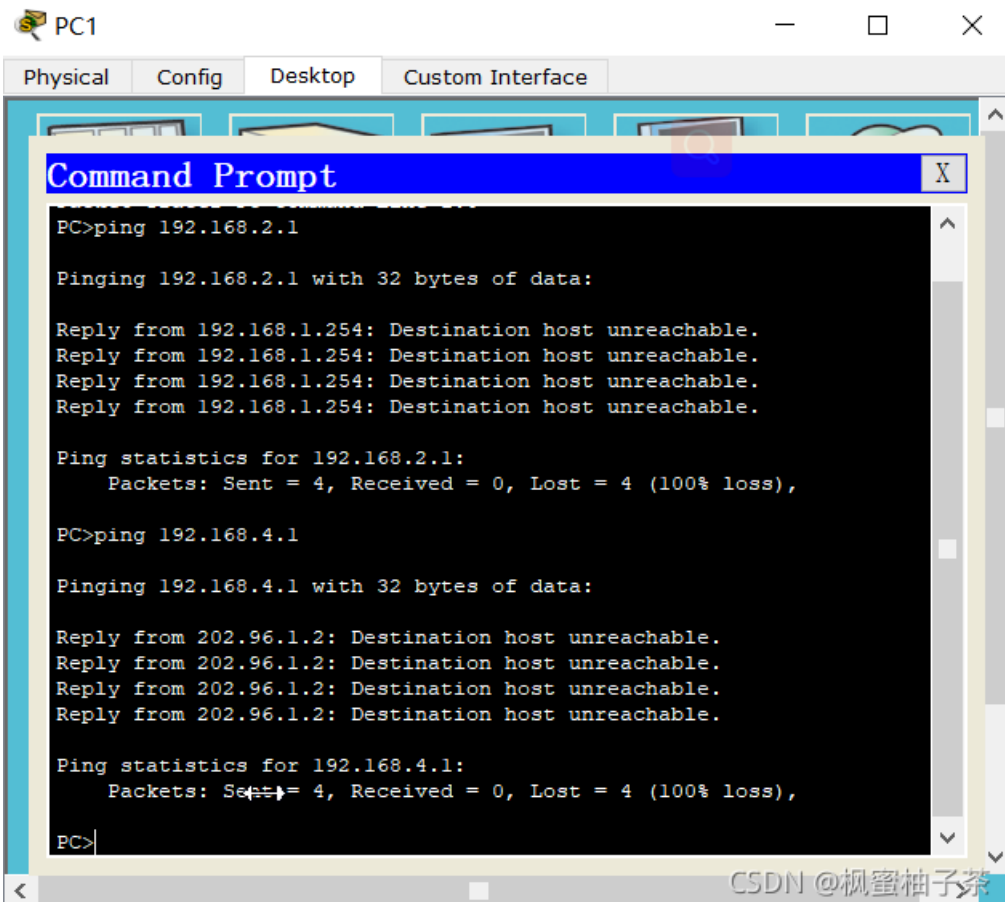 PC1
Physical Config Desktop Custom Interface
Command Prompt X
PC>ping 192.168.2.1
Pinging 192.168.2.1 with 32 bytes of data:
Reply from 192.168.1.254: Destination host unreachable.
Reply from 192.168.1.254: Destination host unreachable.
Reply from 192.168.1.254: Destination host unreachable.
Reply from 192.168.1.254: Destination host unreachable.
Ping statistics for 192.168.2.1:
Packets: Sent = 4, Received = 0, Lost = 4 (100% loss),
PC>ping 192.168.4.1
Pinging 192.168.4.1 with 32 bytes of data:
Reply from 202.96.1.2: Destination host unreachable.
Reply from 202.96.1.2: Destination host unreachable.
Reply from 202.96.1.2: Destination host unreachable.
Reply from 202.96.1.2: Destination host unreachable.
Ping statistics for 192.168.4.1:
Packets: Sent = 4, Received = 0, Lost = 4 (100% loss),
PC>
CSDN @枫蜜柚子茶